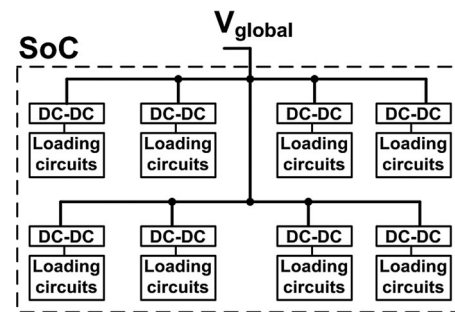 Vglobal
SoC
DC-DC DC-DC DC-DC DC-DC
Loading Loading Loading Loading
circuits circuits circuits circuits
DC-DC DC-DC DC-DC DC-DC
Loading Loading Loading Loading
circuits circuits circuits circuits